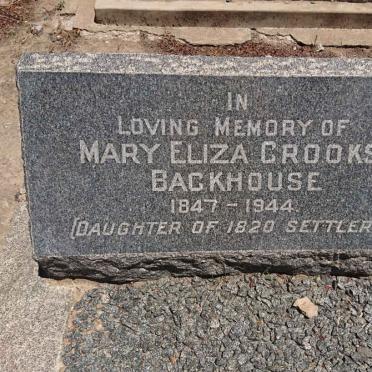 IN
LOVING MEMORY OF
MARY ELIZA CROOKS
BACKHOUSE
1847 - 1944.
(DAUGHTER OF 1820 SETTLER